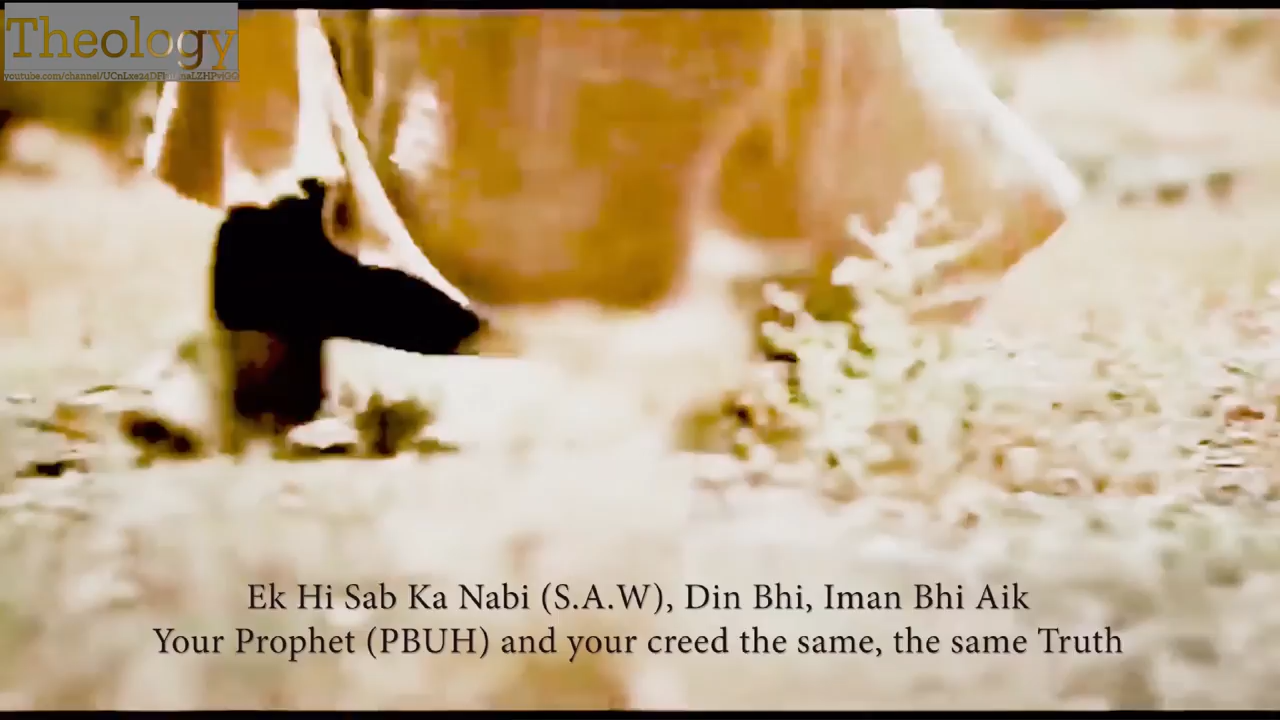 Theology
Ek Hi Sab Ka Nabi (S.A.W), Din Bhi, Iman Bhi Aik
Your Prophet (PBUH) and your creed the same, the same Truth